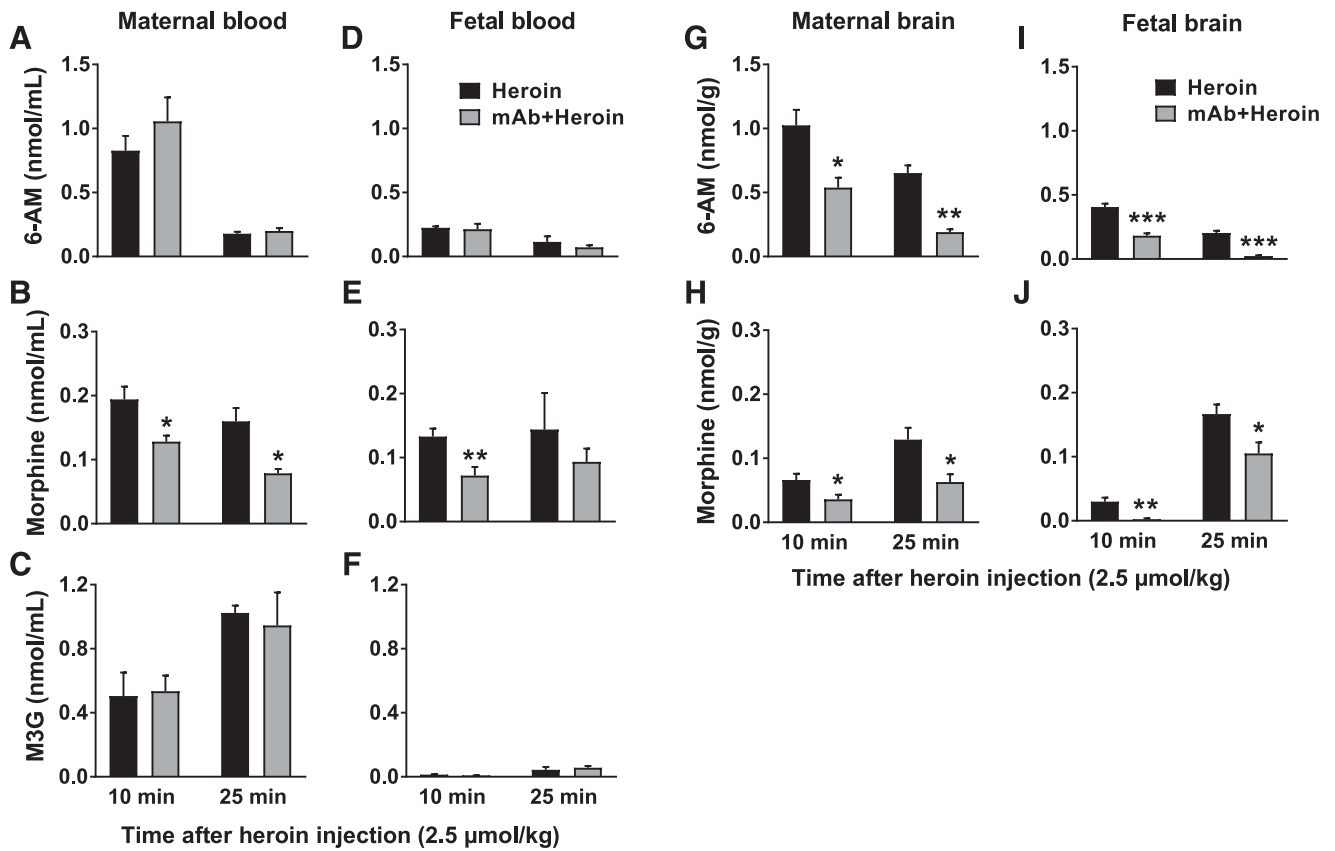 Maternal blood
Fetal blood
Maternal brain
Fetal brain
A
6-AM (nmol/mL)
1.5
1.0
0.5
0.0
D
1.5
1.0
0.5
0.0
Heroin
mAb+Heroin
G
6-AM (nmol/g)
1.5
1.0
0.5
0.0
*
**
I
1.5
1.0
0.5
0.0
Heroin
mAb+Heroin
***
***
B
Morphine (nmol/mL)
0.3
0.2
0.1
0.0
*
*
E
0.3
0.2
0.1
0.0
**
H
Morphine (nmol/g)
0.3
0.2
0.1
0.0
*
*
10 min
25 min
J
0.3
0.2
0.1
0.0
**
*
10 min
25 min
Time after heroin injection (2.5 μmol/kg)
C
M3G (nmol/mL)
1.2
0.8
0.4
0.0
10 min
25 min
F
1.2
0.8
0.4
0.0
10 min
25 min
Time after heroin injection (2.5 μmol/kg)